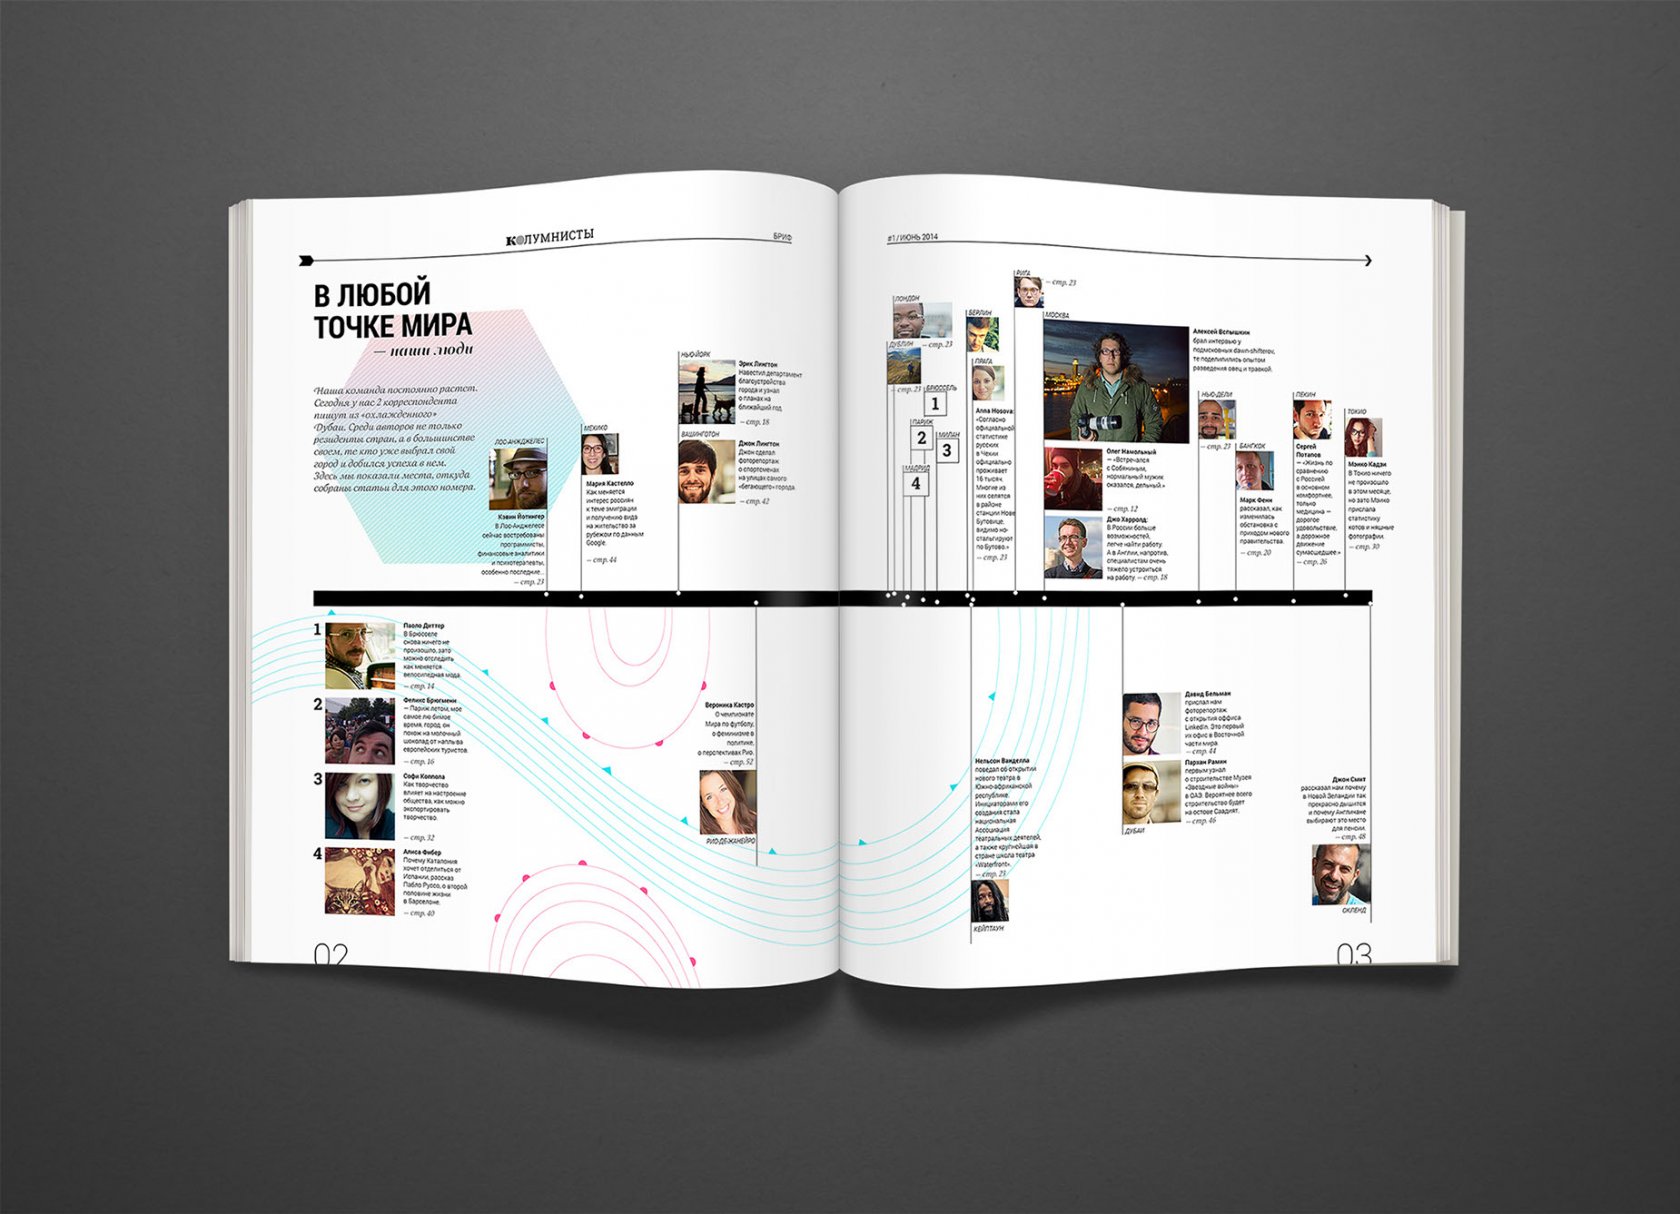 КОЛУМНИСТЫ
БРИФ
#1 / ИЮНЬ 2014
В ЛЮБОЙ
ТОЧКЕ МИРА
— наши люди
Наша команда постоянно растет.
Сегодня у нас 2 корреспондента
пишут из «охлажденного»
Дубаи. Среди авторов не только
резиденты стран, а в большинстве
своем, те кто уже выбрал свой
город и добился успеха в нем.
Здесь мы показали места, откуда
собраны статьи для этого номера.
ЛОС-АНЖДЖЕЛЕС
Кэвин Йотингер
В Лос-Анджелесе
сейчас востребованы
программисты,
финансовые аналитики
и психотерапевты,
особенно последние...
— стр. 23
МЕХИКО
Мария Кастелло
Как меняется
интерес россиян
к теме эмиграции
и получению вида
на жительство за
рубежом по данным
Google.
— стр. 44
НЬЮ-ЙОРК
Эрик Лингтон
Навестил департамент
благоустройства
города и узнал
о планах на
ближайший год
— стр. 18
ВАШИНГТОН
Джок Лингтон
Джон сделал
фоторепортаж
о спортсменах
на улицах самого
«бегающего» города.
— стр. 42
1
Паоло Диттер
В Брюсселе
снова ничего не
произошло, зато
можно отследить
как меняется
велосипедная мода.
— стр. 14
2
Феликс Брюгменн
— Париж летом, мое
самое лю бимое
время, город, он
похож на молочный
шоколад от наплыва
европейских туристов.
— стр. 16
3
Софи Коппола
Как творчество
влияет на настроение
общества, как можно
экспортировать
творчество.
— стр. 32
4
Алиса Фибер
Почему Каталония
хочет отделиться от
Испании, рассказ
Пабло Руссо, о второй
половине жизни
в Барселоне.
— стр. 40
Вероника Кастро
О чемпионате
Мира по футболу,
о феминизме в
политике,
о перспективах Рио.
— стр. 52
РИО-ДЕ-ЖАНЕЙРО
02
ЛОНДОН
— стр. 23
ДУБЛИН
— стр. 23
БРЮССЕЛЬ
1
ПАРИЖ
2
МИЛАН
3
МАДРИД
4
БЕРЛИН
ПРАГА
Anna Hosova:
«Согласно
официальной
статистике
русских
в Чехии
официально
проживает
16 тысяч.
Многие из
них селятся
в районе
станции Нове
Бутовице,
видимо но-
стальгируют
по Бутово.»
— стр. 23
РИГА
— стр. 23
МОСКВА
Алексей Вспышкин
брал интервью у
подмосковных dawn-shifterов,
те поделились опытом
разведения овец и травкой.
Олег Намольный
— «Встречался
с Собяниным,
нормальный мужик
оказался, дельный.»
— стр. 12
Джо Харролд:
В России больше
возможностей,
легче найти работу.
А в Англии, напротив,
специалистам очень
тяжело устроиться
на работу. — стр. 18
НЬЮ-ДЕЛИ
— стр. 23
БАНГКОК
Марк Фенн
рассказал, как
изменилась
обстановка с
приходом нового
правительства.
— стр. 20
ПЕКИН
Сергей
Потапов
— «Жизнь по
сравнению
с Россией
в основном
комфортнее,
только
медицина —
дорогое
удовольствие,
а дорожное
движение
сумасшедшее.»
— стр. 26
ТОКИО
Мэнко Кадзи
В Токио ничего
не произошло
в этом месяце,
но зато Мэнко
прислала
статистику
котов и няшные
фотографии.
— стр. 30
Нельсон Ванделла
поведал об открытии
нового театра в
Южно-африканской
республике.
Инициаторами его
создания стала
национальная
Ассоциация
театральных деятелей,
а также крупнейшая в
стране школа театра
«Waterfront».
— стр. 23
КЕЙПТАУН
Давид Бельман
прислал нам
фоторепортаж
с открытия оффиса
LinkedIn. Это первый
их офис в Восточной
части мира.
— стр. 44
Пархан Рамин
первым узнал
о строительстве Музея
«Звездные войны»
в ОАЭ. Вероятнее всего
строительство будет
на остове Саадият.
— стр. 46
ДУБАИ
Джон Смит
рассказал нам почему
в Новой Зеландии так
прекрасно дышится
и почему Англичане
выбирают это место
для пенсии.
— стр. 48
ОКЛЕНД
03